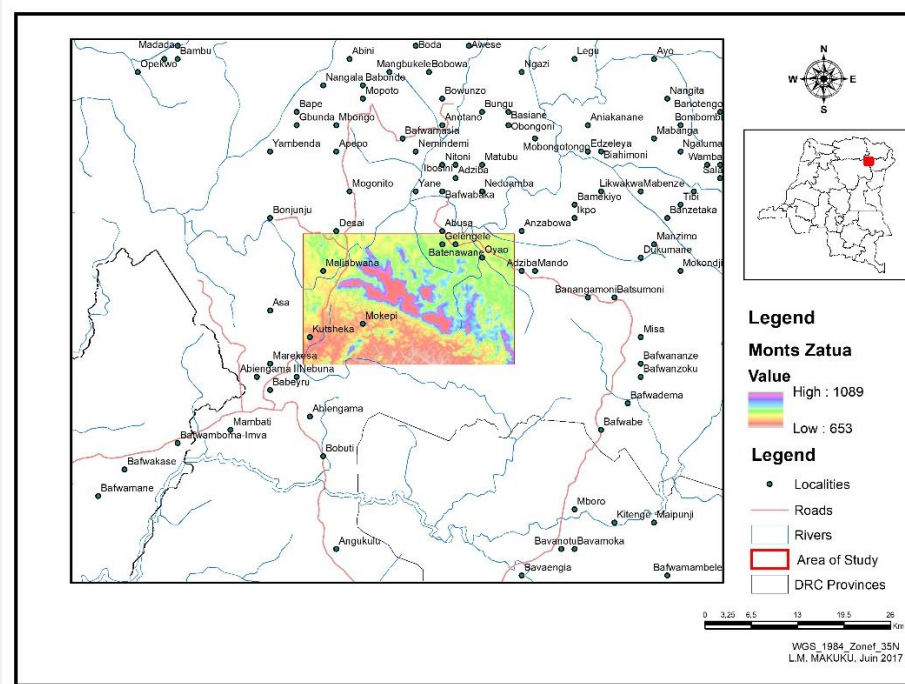 Madada
Bambu
Opekwo
Abini
Boda
Awese
Legu
Ayo
Mangbukele Bobowa
Ngazi
Nangala Babonde
Mopoto
Bowunzo
Nangita
Bape
Bungu
Basiane
Banotengo
Gbunda Mbongo
Anotano
Obongoni
Aniakanane
Bombombi
Bafwamasia
Mabanga
Yambenda
Apepo
Nemindemi
Mobongotongo
Edzeleya
Ngaluma
Nitoni
Matubu
Biahimoni
Wamba
Ibosini
Adziba
Sala
Mogonito
Yane
Bafwabaka
Neduamba
Likwakwa
Mabenze
Bamekiyo
Tibi
Bonjunju
Ikpo
Banzetaka
Desai
Abusa
Anzabowa
Gelengele
Manzimo
Batenawane
Oyao
Dukumane
Maliabwana
Adziba
Mando
Mokondji
Banangamoni
Batsumoni
Asa
Mokepi
Kutsheka
Misa
Marekesa
Bafwananze
Abiengama II
Nebuna
Bafwanzoku
Babeyru
Bafwadema
Abiengama
Mambati
Bafwabe
Bafwamboma-Imva
Bobuti
Bafwakase
Bafwamane
Mboro
Kitenge
Maipunji
Angukulu
Bavanotu
Bavamoka
Bavaengia
Bafwamambele
N
W
E
S
Legend
Monts Zatua
Value
High : 1089
Low : 653
Legend
Localities
Roads
Rivers
Area of Study
DRC Provinces
0 3,25 6,5 13 19,5 26
Km
WGS_1984_Zonef_35N
L.M. MAKUKU, Juin 2017